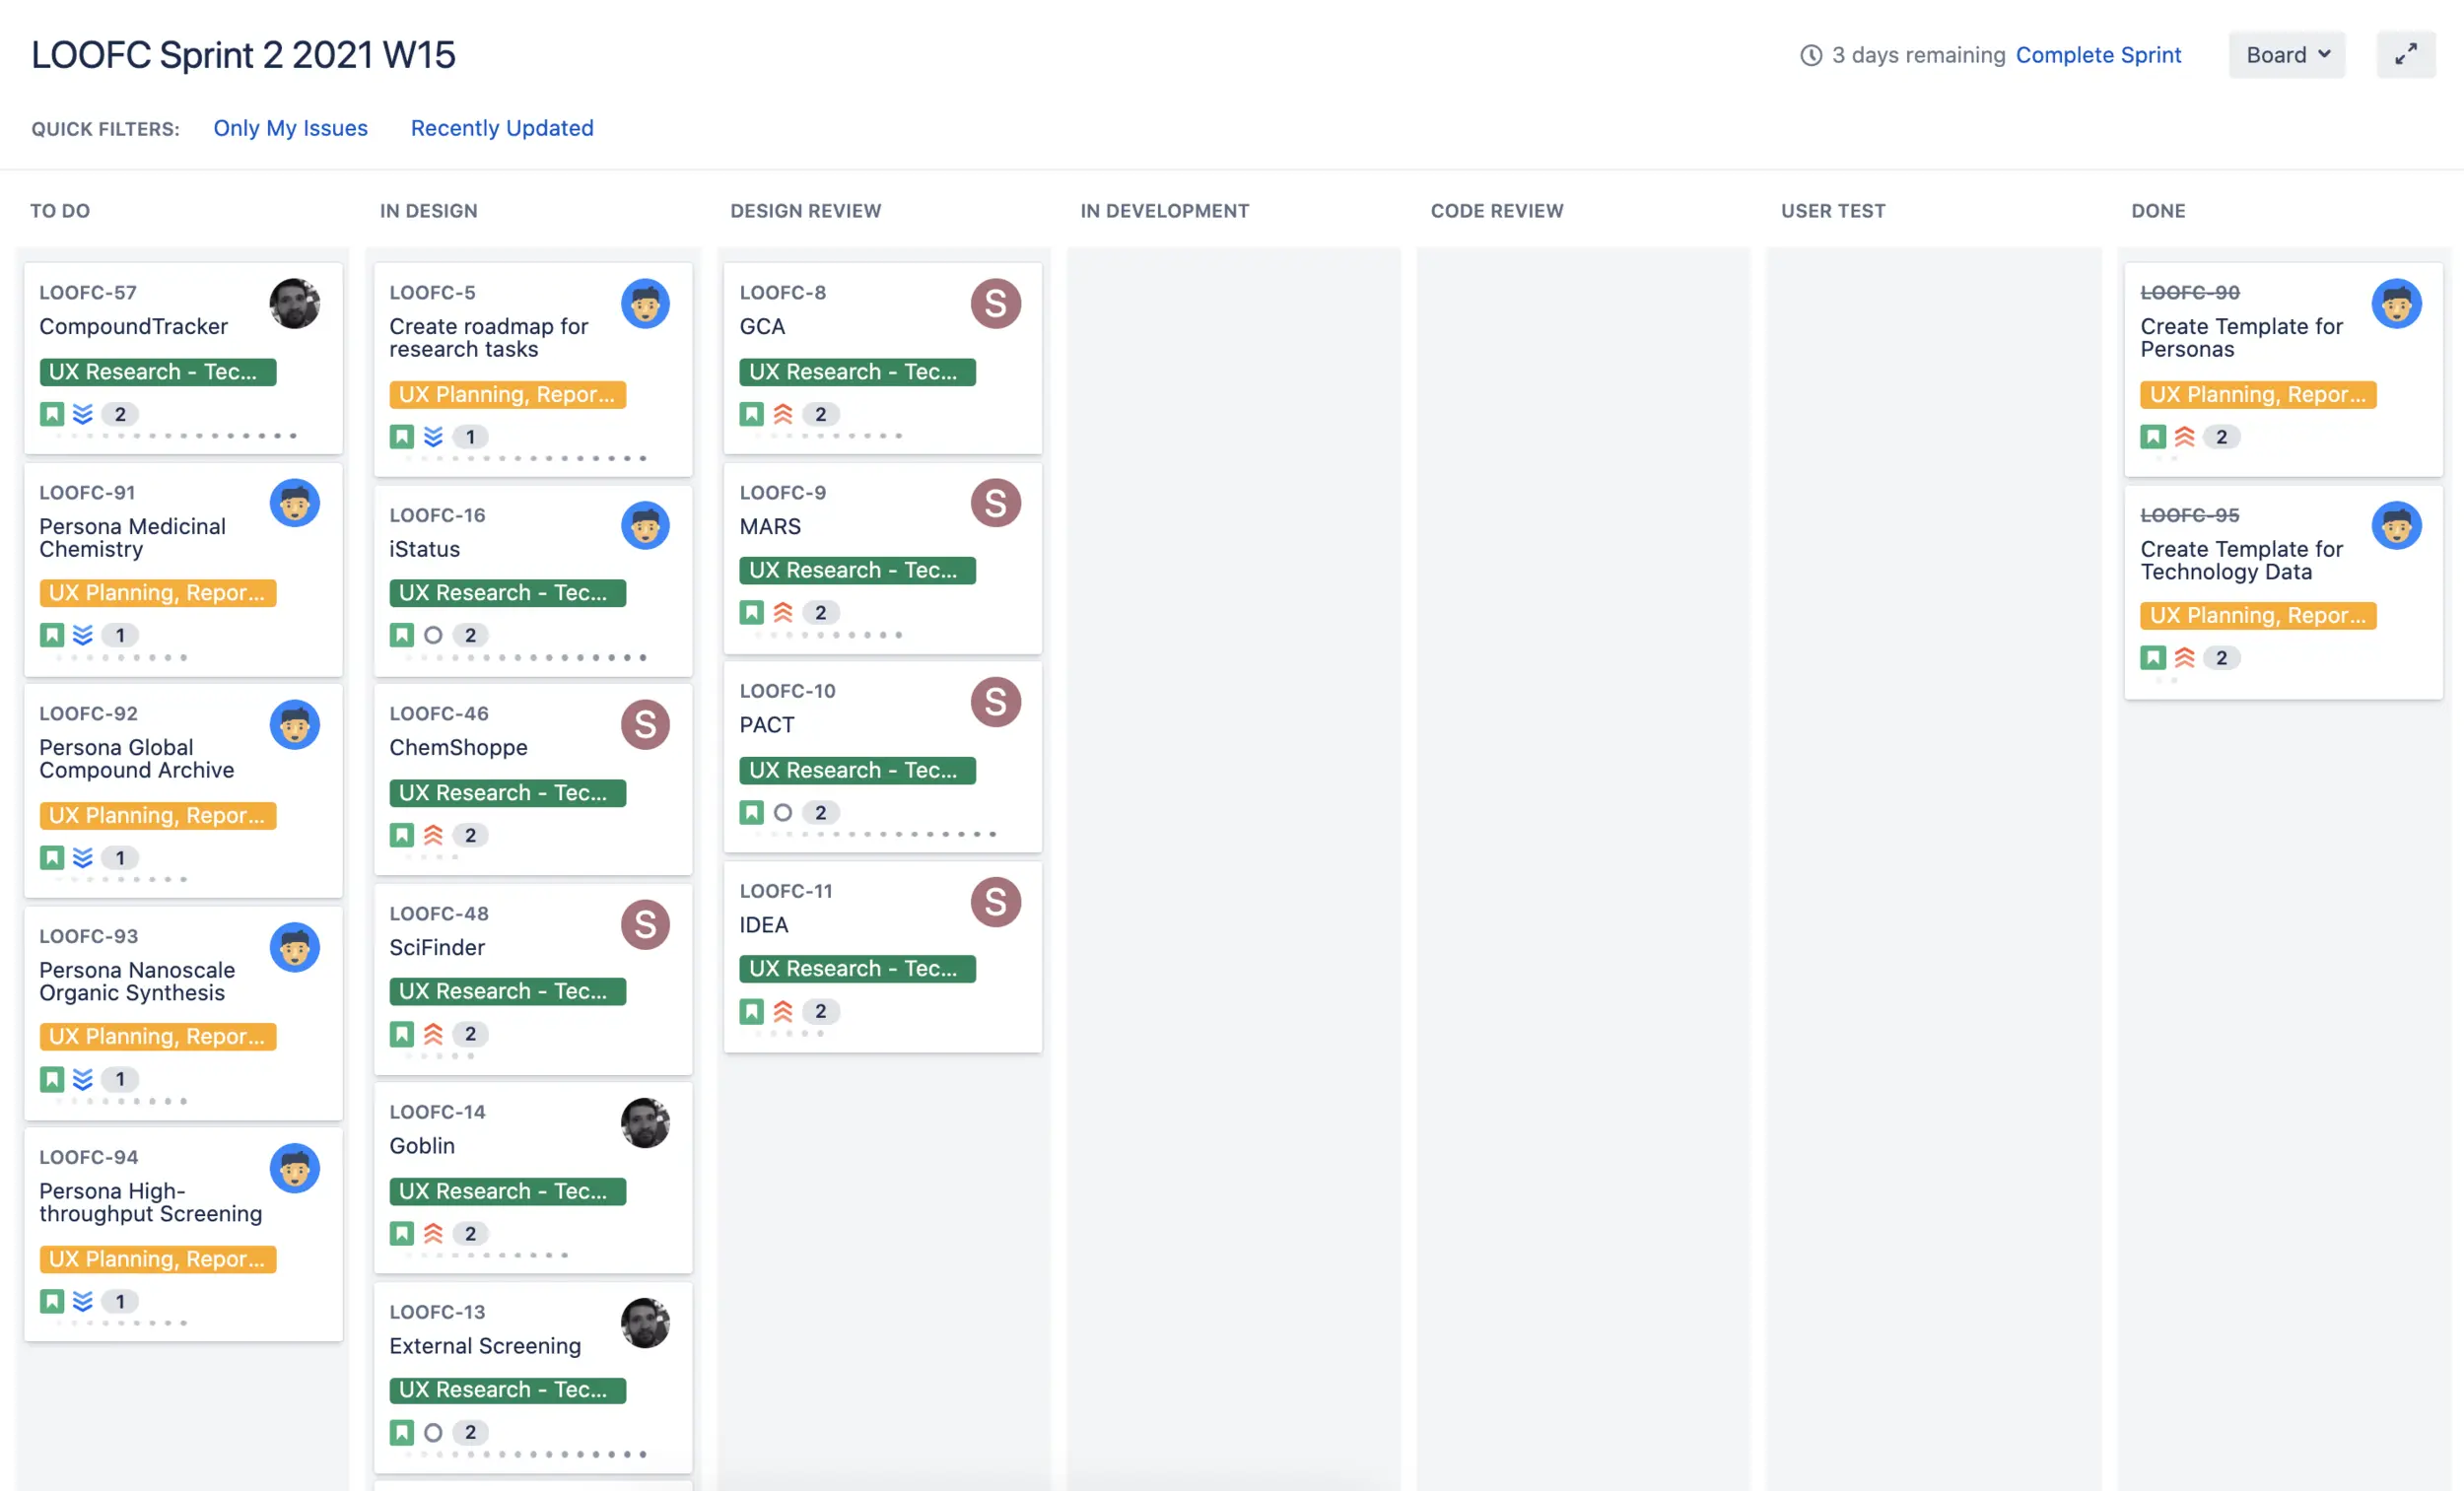 LOOFC Sprint 2 2021 W15
3 days remaining Complete Sprint
Board
QUICK FILTERS: Only My Issues Recently Updated
TO DO
LOOFC-57
CompoundTracker
UX Research - Tec...
2
LOOFC-91
Persona Medicinal
Chemistry
UX Planning, Repor...
1
LOOFC-92
Persona Global
Compound Archive
UX Planning, Repor...
1
LOOFC-93
Persona Nanoscale
Organic Synthesis
UX Planning, Repor...
1
LOOFC-94
Persona High-
throughput Screening
UX Planning, Repor...
1
IN DESIGN
LOOFC-5
Create roadmap for
research tasks
UX Planning, Repor...
1
LOOFC-16
iStatus
UX Research - Tec...
2
LOOFC-46
S
ChemShoppe
UX Research - Tec...
2
LOOFC-48
S
SciFinder
UX Research - Tec...
2
LOOFC-14
Goblin
UX Research - Tec...
2
LOOFC-13
External Screening
UX Research - Tec...
2
DESIGN REVIEW
LOOFC-8
S
GCA
UX Research - Tec...
2
LOOFC-9
S
MARS
UX Research - Tec...
2
LOOFC-10
S
PACT
UX Research - Tec...
2
LOOFC-11
S
IDEA
UX Research - Tec...
2
IN DEVELOPMENT
CODE REVIEW
USER TEST
DONE
LOOFC-90
Create Template for
Personas
UX Planning, Repor...
2
LOOFC-95
Create Template for
Technology Data
UX Planning, Repor...
2